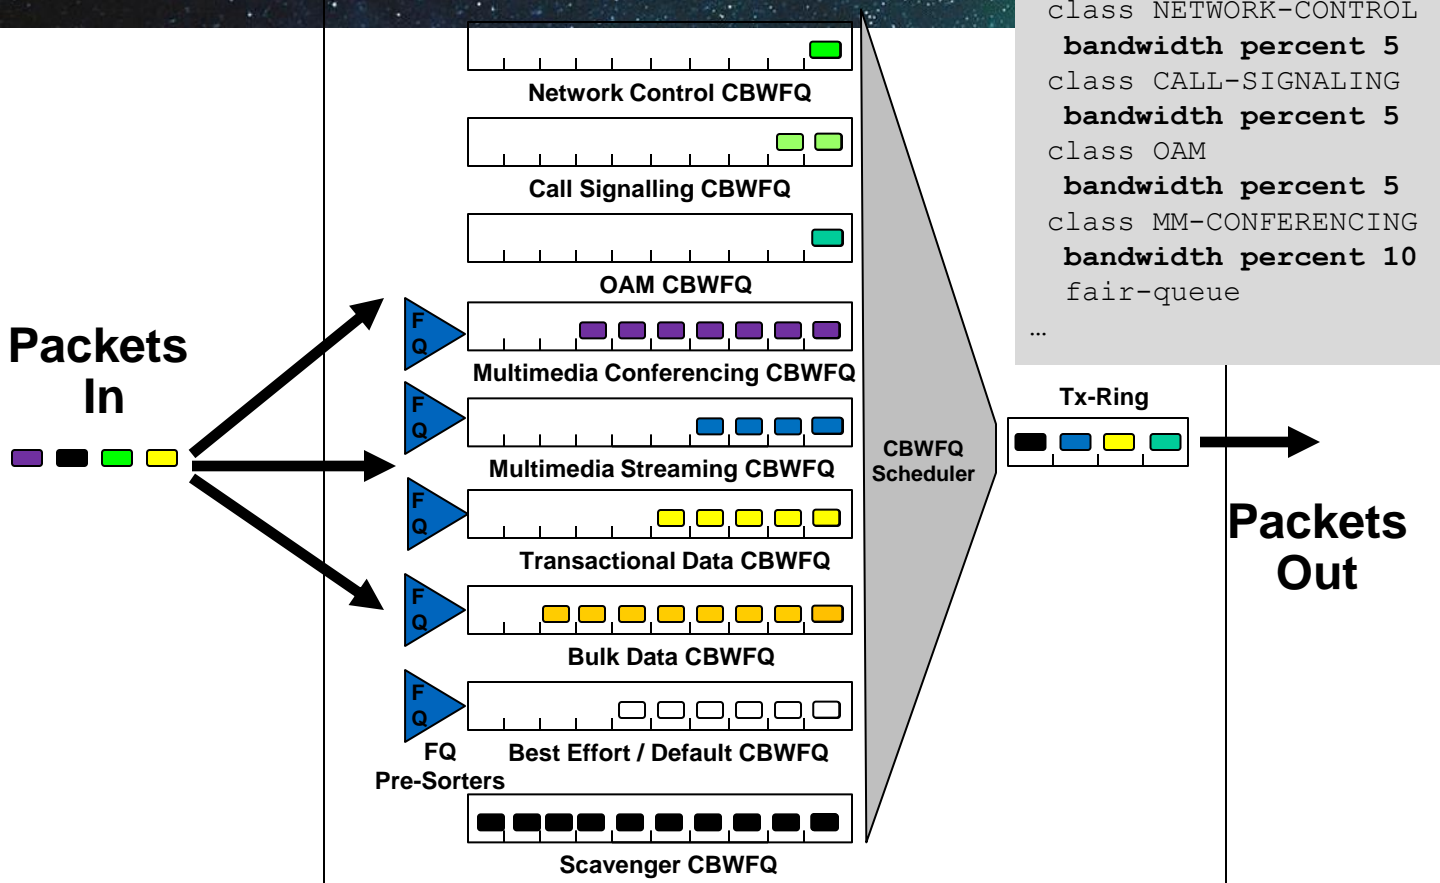 class NETWORK-CONTROL
bandwidth percent 5
class CALL-SIGNALING
bandwidth percent 5
class OAM
bandwidth percent 5
class MM-CONFERENCING
bandwidth percent 10
fair-queue
…
Network Control CBWFQ
Call Signalling CBWFQ
OAM CBWFQ
F
Q
Multimedia Conferencing CBWFQ
F
Q
Multimedia Streaming CBWFQ
F
Q
Transactional Data CBWFQ
F
Q
Bulk Data CBWFQ
F
Q
Best Effort / Default CBWFQ
FQ
Pre-Sorters
Scavenger CBWFQ
Packets
In
CBWFQ
Scheduler
Tx-Ring
Packets
Out